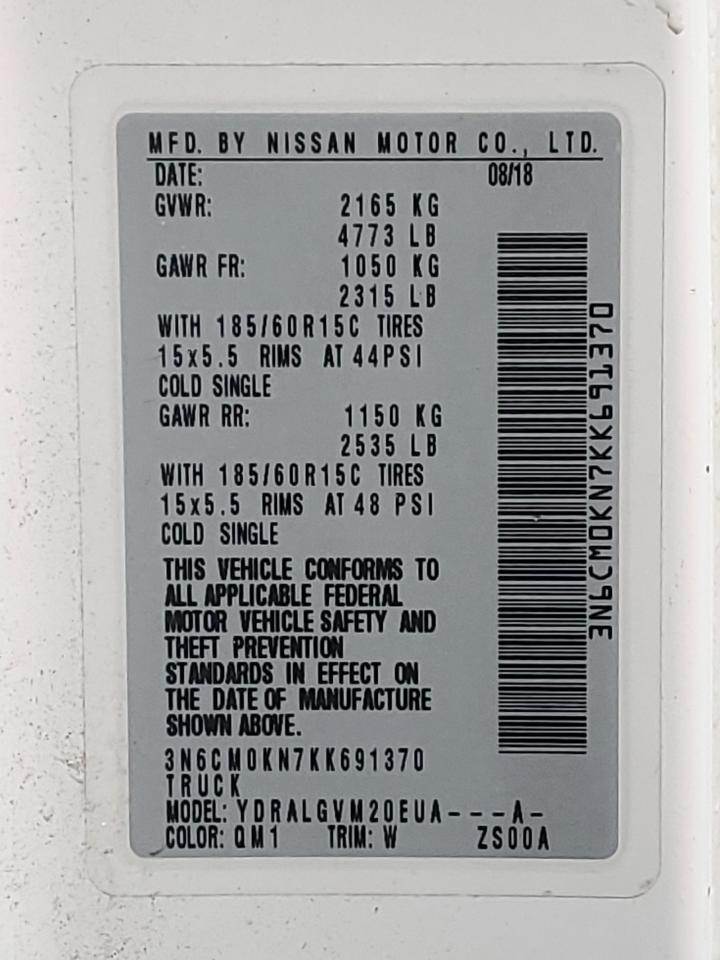 MFD. BY NISSAN MOTOR CO., LTD.
DATE: 08/18
GVWR: 2165 KG
4773 LB
GAWR FR: 1050 KG
2315 LB
WITH 185/60R15C TIRES
15x5.5 RIMS AT 44PSI
COLD SINGLE
GAWR RR: 1150 KG
2535 LB
WITH 185/60R15C TIRES
15x5.5 RIMS AT 48 PSI
COLD SINGLE
THIS VEHICLE CONFORMS TO
ALL APPLICABLE FEDERAL
MOTOR VEHICLE SAFETY AND
THEFT PREVENTION
STANDARDS IN EFFECT ON
THE DATE OF MANUFACTURE
SHOWN ABOVE.
3N6CM0KN7KK691370
TRUCK
MODEL: YDRALGVM20EUA---A-
COLOR: QM1 TRIM: W ZS00A
3N6CM0KN7KK691370